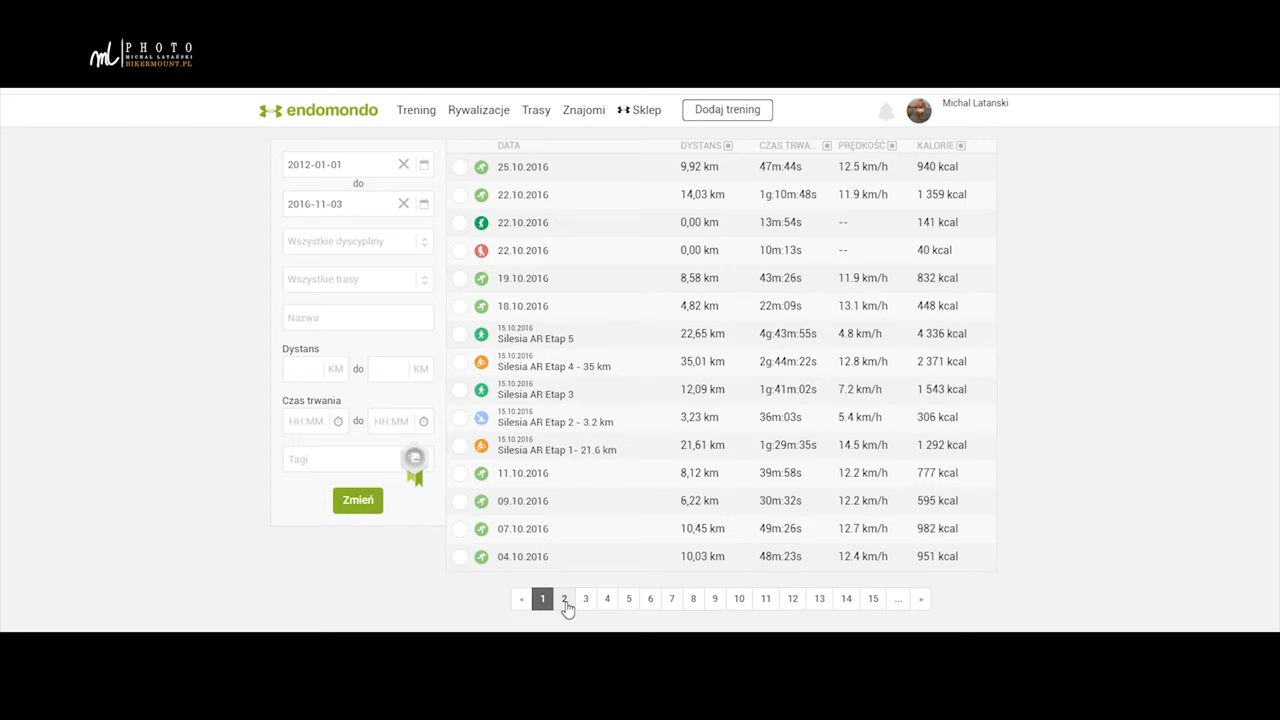 ml PHOTO
MICHAŁ LATAŃSKI
BIKERMOUNT.PL
endomondo Trening Rywalizacje Trasy Znajomi Sklep Dodaj trening Michal Latanski
2012-01-01
do
2016-11-03
Wszystkie dyscypliny
Wszystkie trasy
Nazwa
Dystans
KM do KM
Czas trwania
HH:MM do HH:MM
Tagi
Zmień
DATA DYSTANS CZAS TRWA... PRĘDKOŚĆ KALORIE
25.10.2016 9,92 km 47m:44s 12.5 km/h 940 kcal
22.10.2016 14,03 km 1g:10m:48s 11.9 km/h 1 359 kcal
22.10.2016 0,00 km 13m:54s -- 141 kcal
22.10.2016 0,00 km 10m:13s -- 40 kcal
19.10.2016 8,58 km 43m:26s 11.9 km/h 832 kcal
18.10.2016 4,82 km 22m:09s 13.1 km/h 448 kcal
15.10.2016
Silesia AR Etap 5 22,65 km 4g:43m:55s 4.8 km/h 4 336 kcal
15.10.2016
Silesia AR Etap 4 - 35 km 35,01 km 2g:44m:22s 12.8 km/h 2 371 kcal
15.10.2016
Silesia AR Etap 3 12,09 km 1g:41m:02s 7.2 km/h 1 543 kcal
15.10.2016
Silesia AR Etap 2 - 3.2 km 3,23 km 36m:03s 5.4 km/h 306 kcal
15.10.2016
Silesia AR Etap 1- 21.6 km 21,61 km 1g:29m:35s 14.5 km/h 1 292 kcal
11.10.2016 8,12 km 39m:58s 12.2 km/h 777 kcal
09.10.2016 6,22 km 30m:32s 12.2 km/h 595 kcal
07.10.2016 10,45 km 49m:26s 12.7 km/h 982 kcal
04.10.2016 10,03 km 48m:23s 12.4 km/h 951 kcal
« 1 2 3 4 5 6 7 8 9 10 11 12 13 14 15 ... »